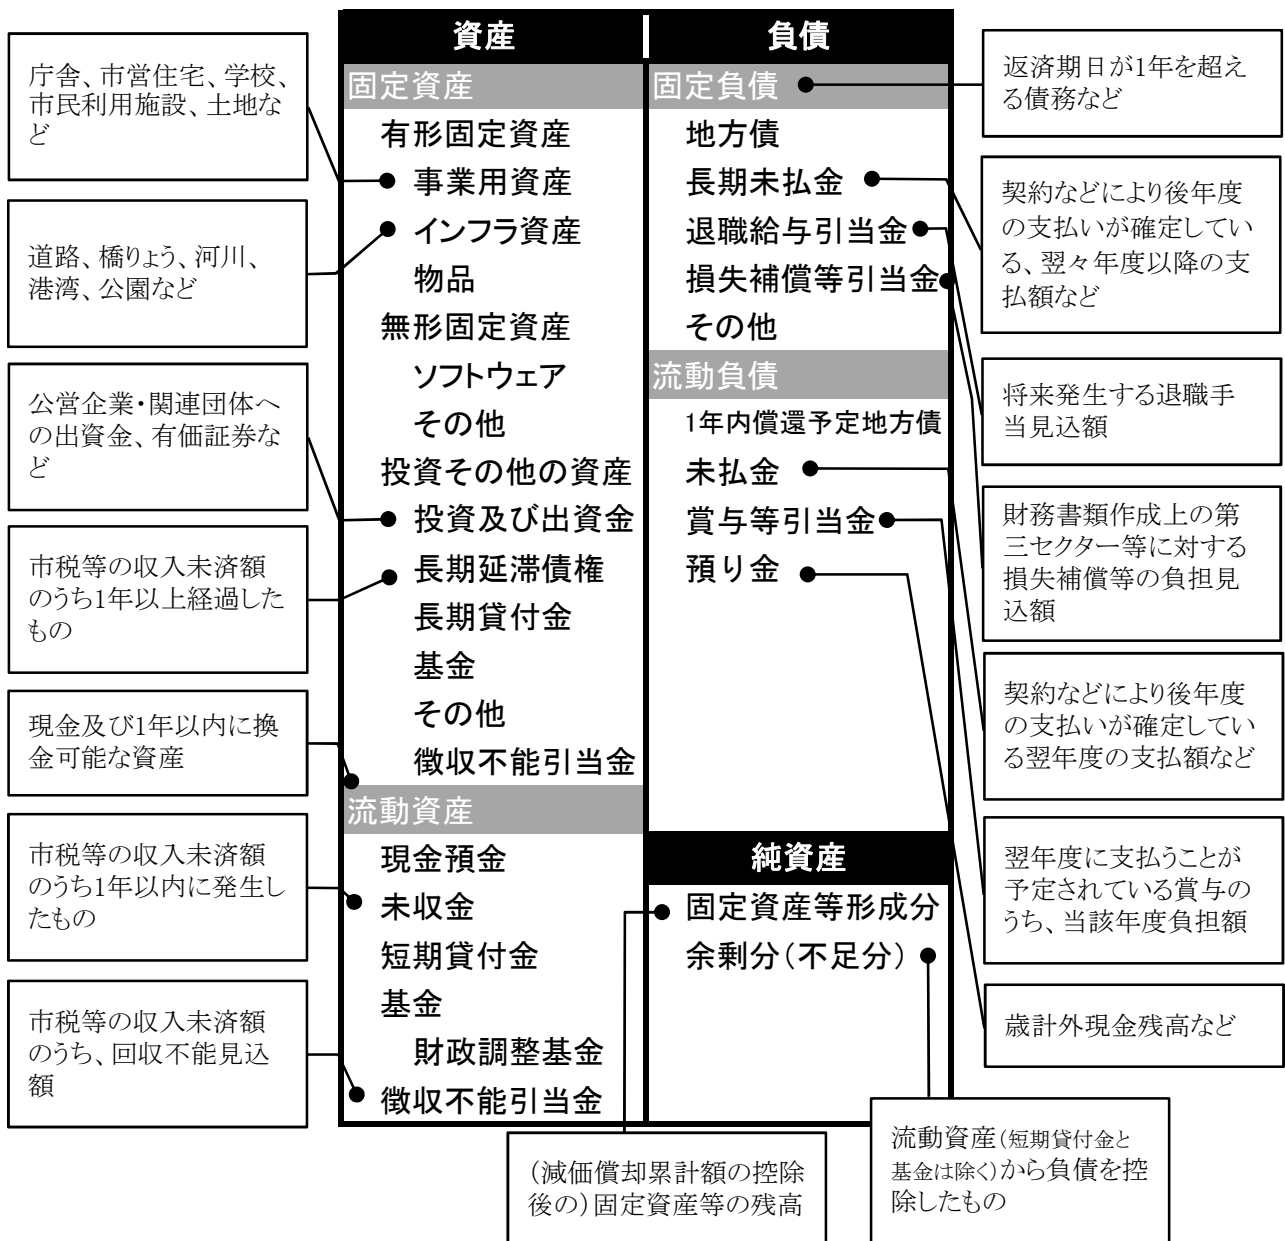 資産
固定資産
有形固定資産
事業用資産
インフラ資産
物品
無形固定資産
ソフトウェア
その他
投資その他の資産
投資及び出資金
長期延滞債権
長期貸付金
基金
その他
徴収不能引当金
流動資産
現金預金
未収金
短期貸付金
基金
財政調整基金
徴収不能引当金
負債
固定負債
地方債
長期未払金
退職給与引当金
損失補償等引当金
その他
流動負債
1年内償還予定地方債
未払金
賞与等引当金
預り金
純資産
固定資産等形成分
余剰分(不足分)
庁舎、市営住宅、学校、
市民利用施設、土地な
ど
道路、橋りょう、河川、
港湾、公園など
公営企業・関連団体へ
の出資金、有価証券な
ど
市税等の収入未済額
のうち1年以上経過した
もの
現金及び1年以内に換
金可能な資産
市税等の収入未済額
のうち1年以内に発生し
たもの
市税等の収入未済額
のうち、回収不能見込
額
返済期日が1年を超え
る債務など
契約などにより後年度
の支払いが確定してい
る、翌々年度以降の支
払額など
将来発生する退職手
当見込額
財務書類作成上の第
三セクター等に対する
損失補償等の負担見
込額
契約などにより後年度
の支払いが確定してい
る翌年度の支払額など
翌年度に支払うことが
予定されている賞与の
うち、当該年度負担額
歳計外現金残高など
(減価償却累計額の控除
後の)固定資産等の残高
流動資産(短期貸付金と
基金は除く)から負債を控
除したもの